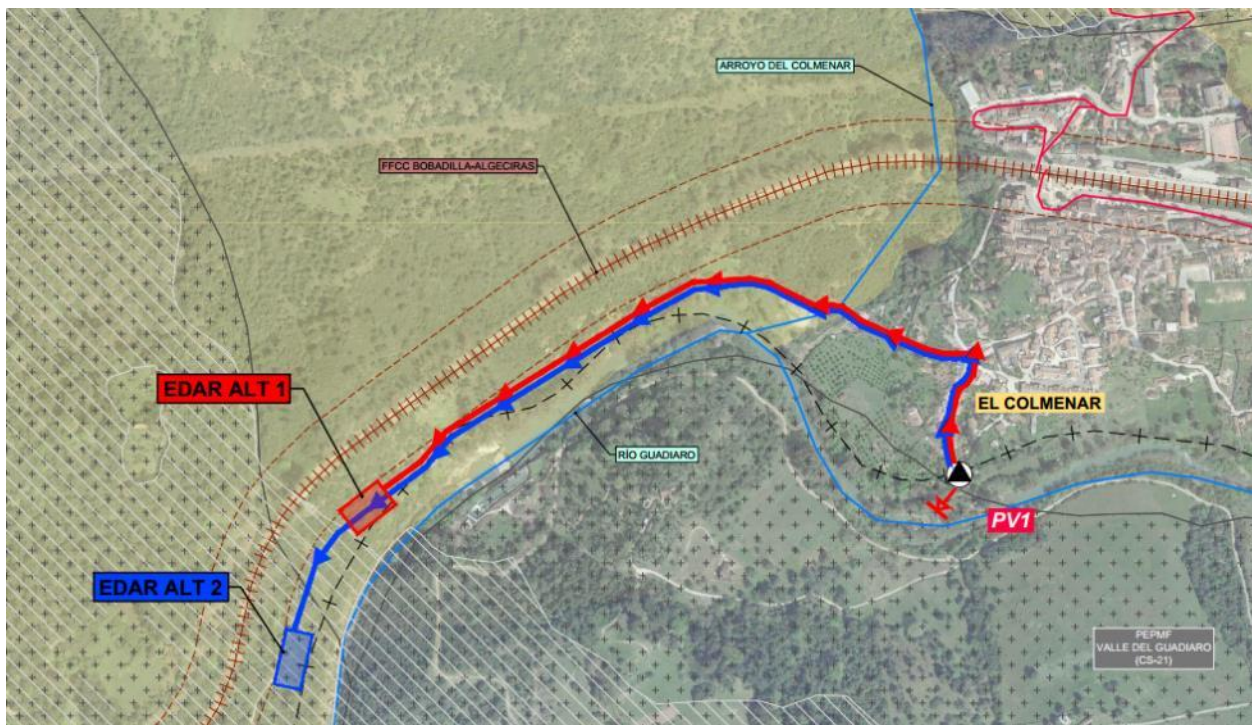 ARROYO DEL COLMENAR
FFCC BOBADILLA-ALGECIRAS
EDAR ALT 1
EL COLMENAR
RÍO GUADIARO
PV1
EDAR ALT 2
PEPMF
VALLE DEL GUADIARO
(CS-21)